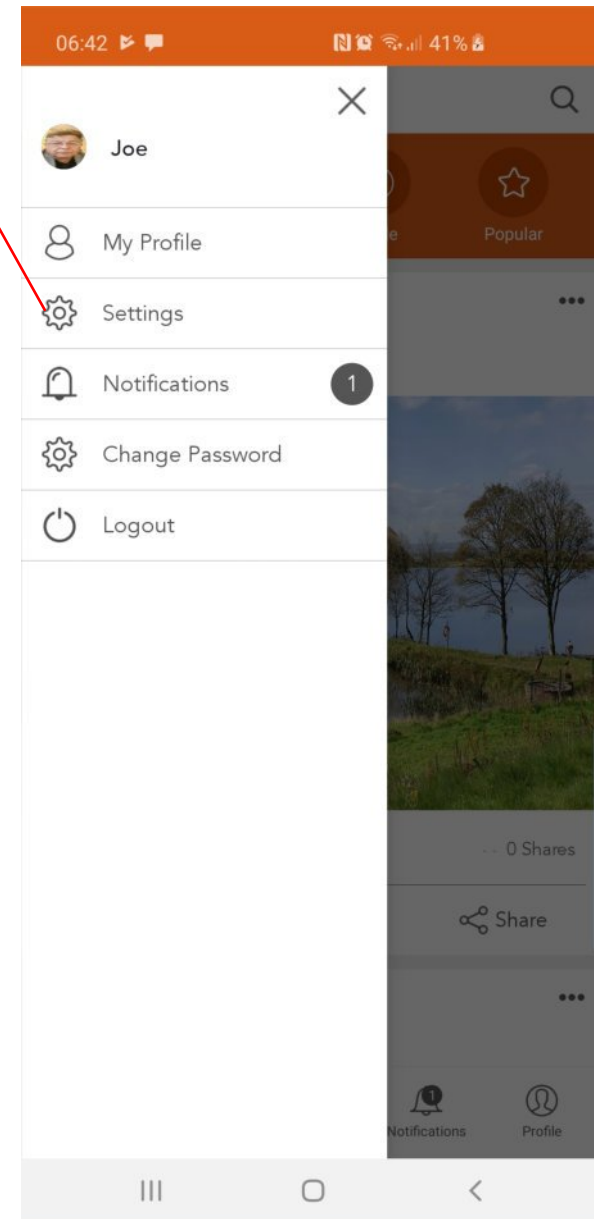 06:42 41%
Joe
e Popular
My Profile
Settings
Notifications 1
Change Password
Logout
0 Shares
Share
1
Notifications Profile